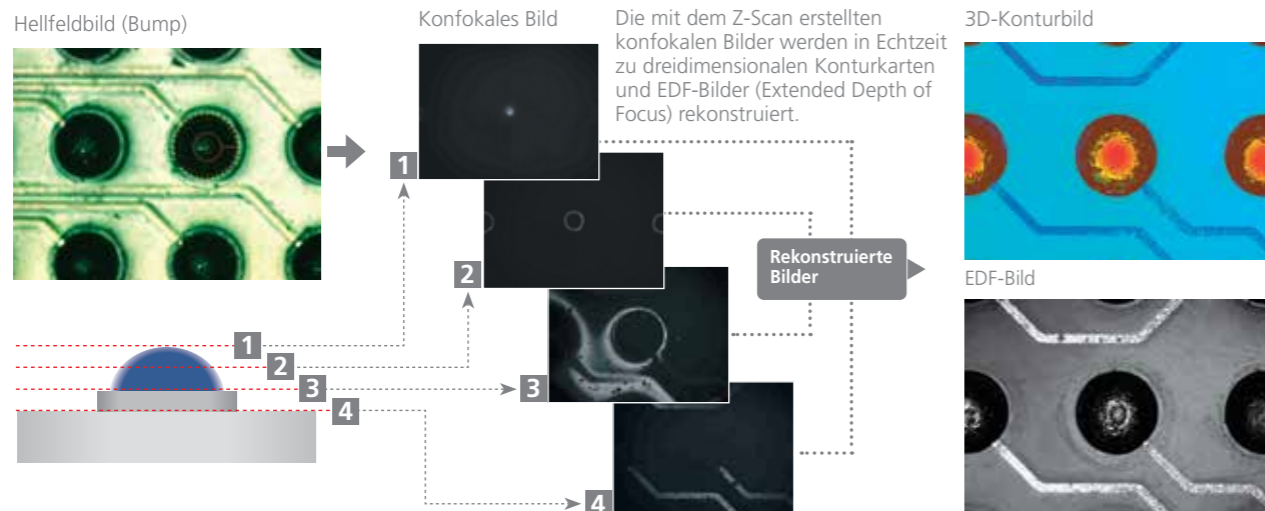 Hellfeldbild (Bump)
Konfokales Bild
Die mit dem Z-Scan erstellten
konfokalen Bilder werden in Echtzeit
zu dreidimensionalen Konturkarten
und EDF-Bilder (Extended Depth of
Focus) rekonstruiert.
3D-Konturbild
1
2
3
4
Rekonstruierte
Bilder
EDF-Bild
1
2
3
4